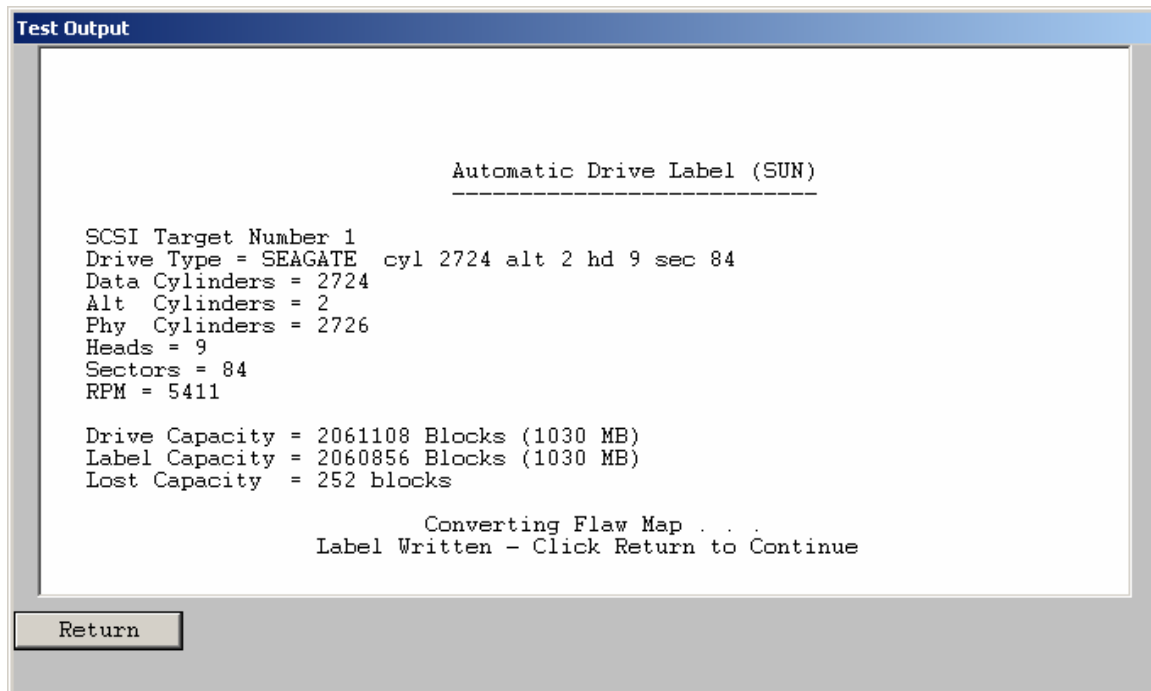 Test Output
Automatic Drive Label (SUN)
---------------------------
SCSI Target Number 1
Drive Type = SEAGATE  cyl 2724 alt 2 hd 9 sec 84
Data Cylinders = 2724
Alt  Cylinders = 2
Phy  Cylinders = 2726
Heads = 9
Sectors = 84
RPM = 5411
Drive Capacity = 2061108 Blocks (1030 MB)
Label Capacity = 2060856 Blocks (1030 MB)
Lost Capacity  = 252 blocks
Converting Flaw Map . . .
Label Written - Click Return to Continue
Return